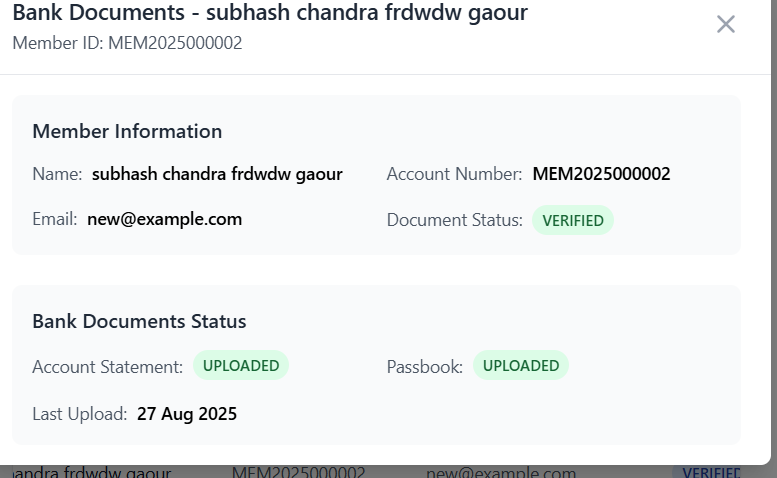 Bank Documents - subhash chandra frdwdw gaour
Member ID: MEM2025000002
Member Information
Name: subhash chandra frdwdw gaour Account Number: MEM2025000002
Email: new@example.com Document Status: VERIFIED
Bank Documents Status
Account Statement: UPLOADED Passbook: UPLOADED
Last Upload: 27 Aug 2025
andra frdwdw gaour MEM2025000002 new@example.com VERIFIED